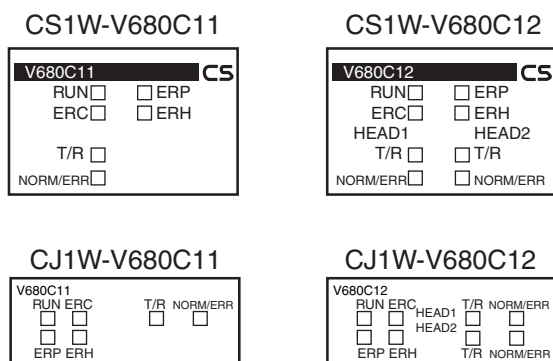 CS1W-V680C11
V680C11 CS
RUN ERP
ERC ERH
T/R
NORM/ERR
CS1W-V680C12
V680C12 CS
RUN ERP
ERC ERH
HEAD1 HEAD2
T/R T/R
NORM/ERR NORM/ERR
CJ1W-V680C11
V680C11
RUN ERC T/R NORM/ERR
ERP ERH
CJ1W-V680C12
V680C12
RUN ERC T/R NORM/ERR
HEAD1
HEAD2
ERP ERH T/R NORM/ERR